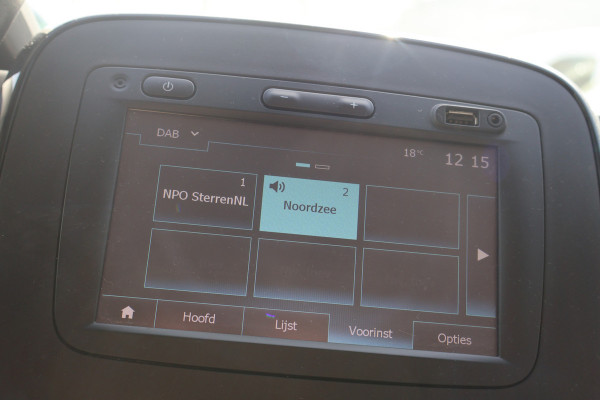 − +
DAB
18°C 12 15
1 2
NPO SterrenNL Noordzee
Hoofd Lijst Voorinst Opties